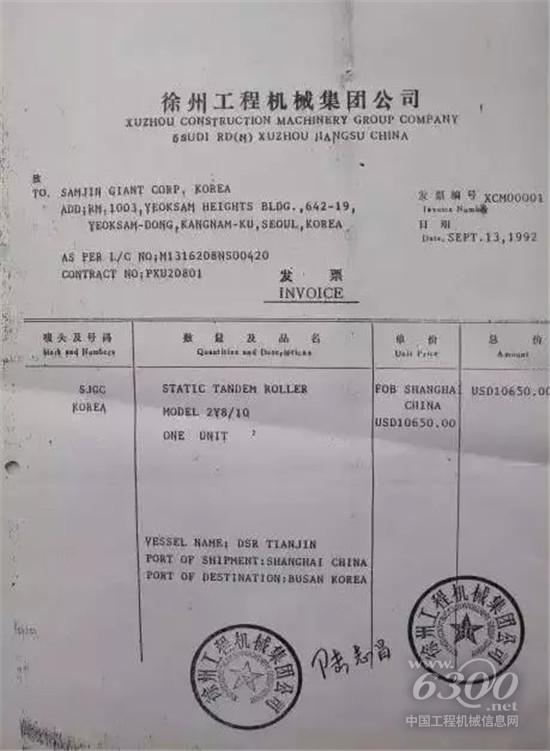 徐州工程机械集团公司
XUZHOU CONSTRUCTION MACHINERY GROUP COMPANY
6SUDI RD(N) XUZHOU JIANGSU CHINA
致
TO. SAMJIN GIANT CORP, KOREA
ADD;RM,1003,YEOKSAM HEIGHTS BLDG.,642-19,
YEOKSAM-DONG,KANGNAM-KU,SEOUL,KOREA
发票编号 XCM00001
Invoice Number
日期
Date. SEPT.13,1992
AS PER L/C NO;M1316208NS00420
CONTRACT NO;PKU20801
发票
INVOICE
唛头及号码 数量及品名 单价 总价
Mark and Numbers Quantities and Descriptions Unit Price Amount
SJGC STATIC TANDEM ROLLER FOB SHANGHAI USD10650.00
KOREA MODEL 2Y8/10 CHINA
ONE UNIT USD10650.00
VESSEL NAME; DSR TIANJIN
PORT OF SHIPMENT:SHANGHAI CHINA
PORT OF DESTINATION:BUSAN KOREA
徐州工程机械集团公司
徐州工程机械集团公司
www.6300.net
中国工程机械信息网